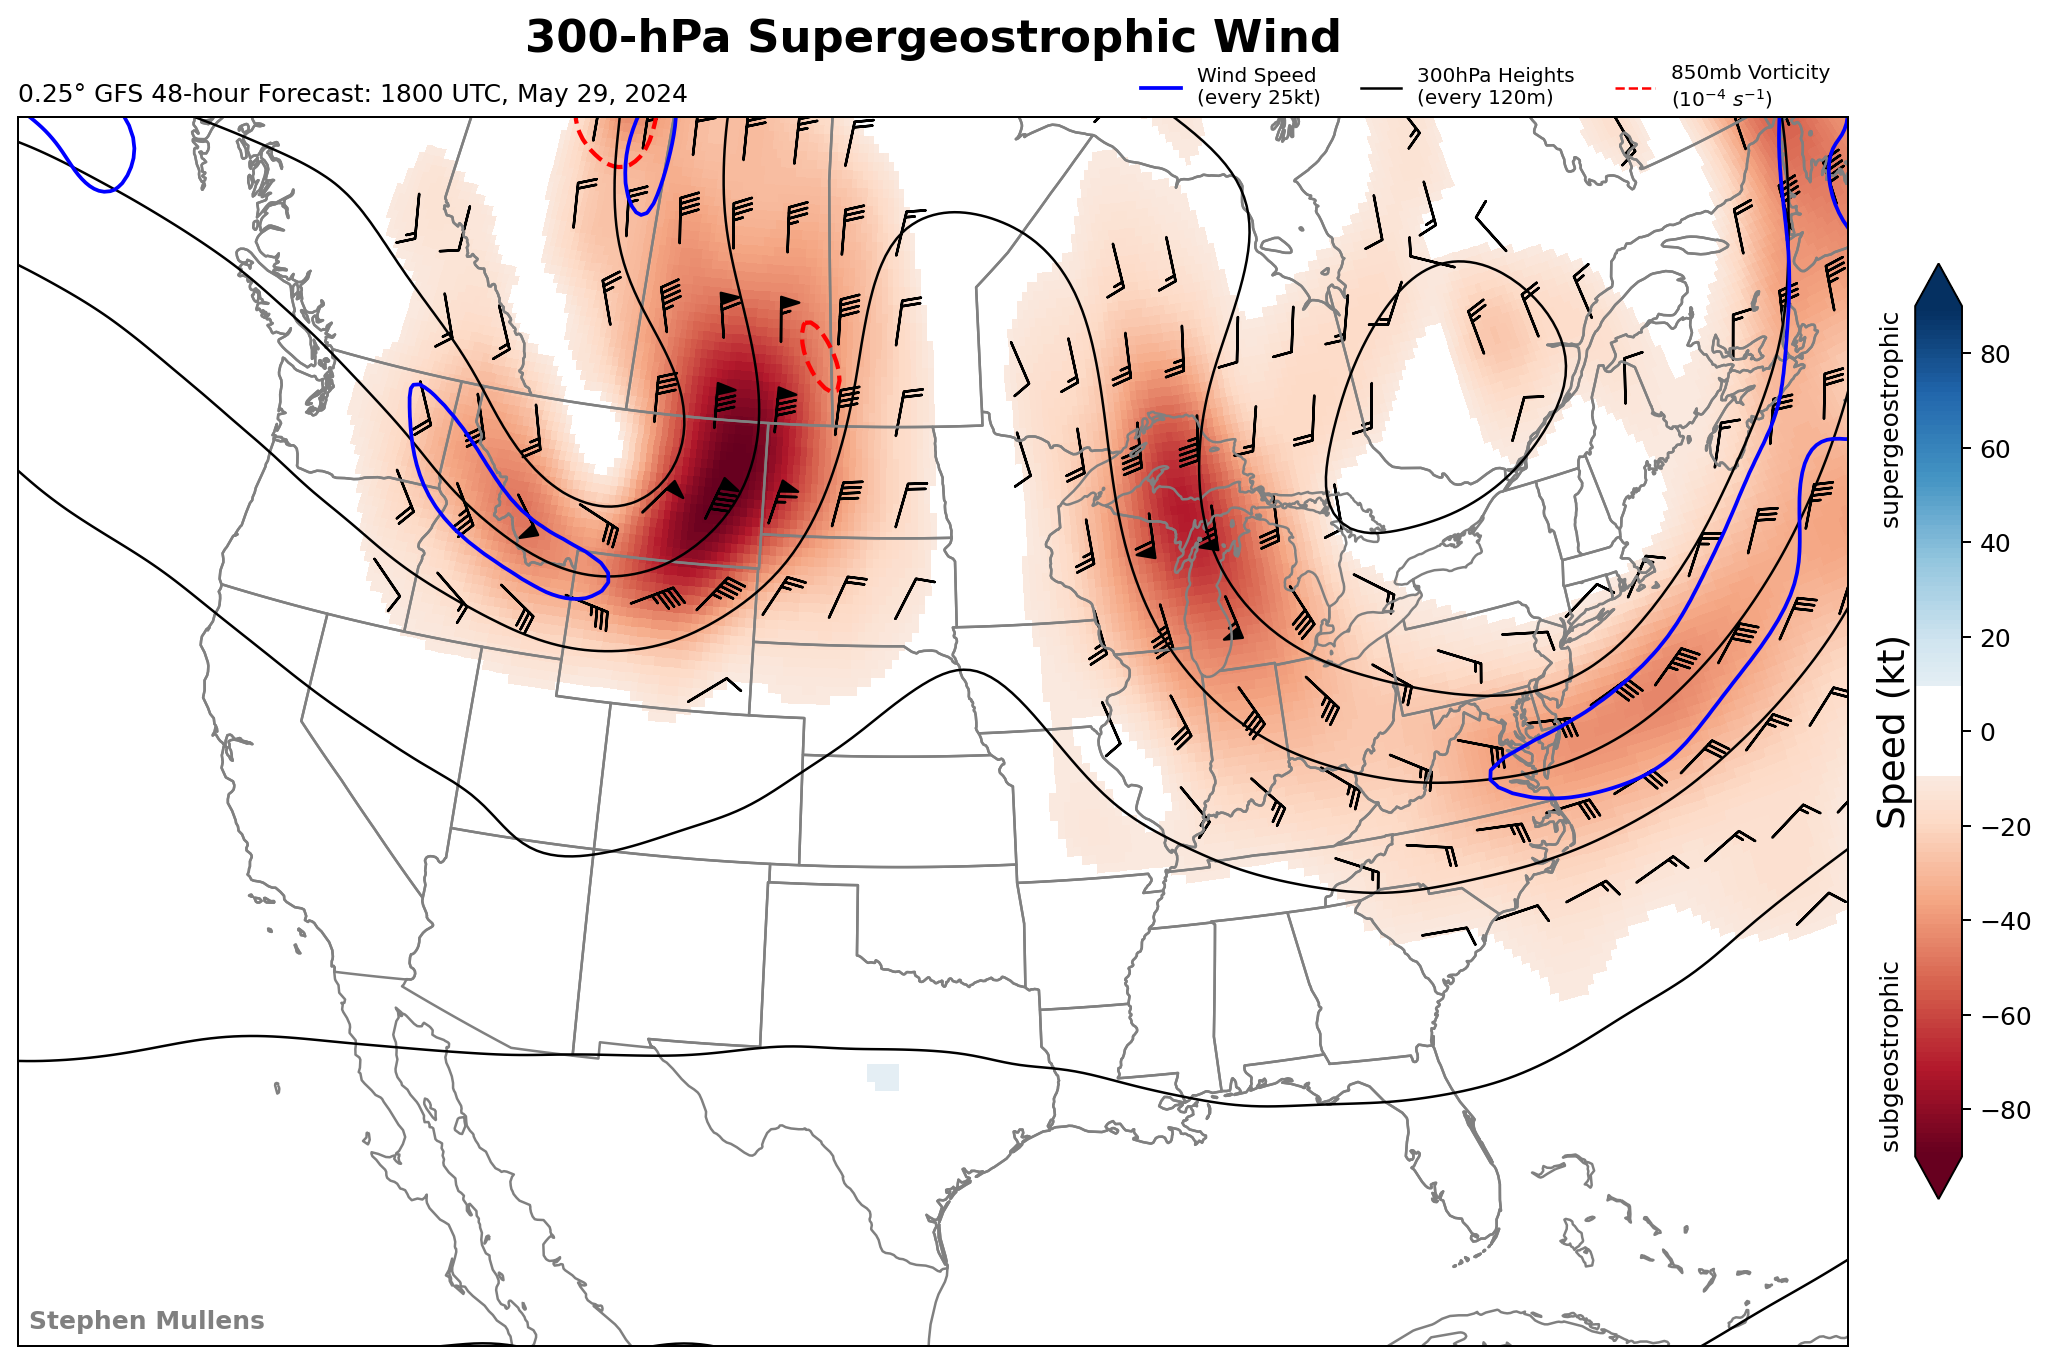 300-hPa Supergeostrophic Wind
0.25° GFS 48-hour Forecast: 1800 UTC, May 29, 2024
Wind Speed
(every 25kt)
300hPa Heights
(every 120m)
850mb Vorticity
(10⁻⁴ s⁻¹)
supergeostrophic
Speed (kt)
subgeostrophic
80
60
40
20
0
−20
−40
−60
−80
Stephen Mullens